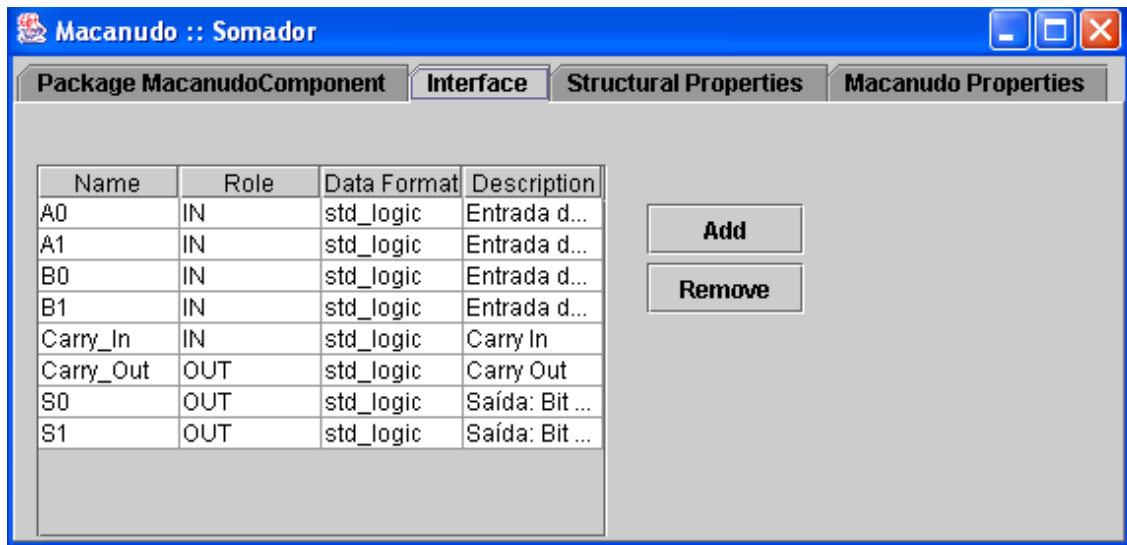 Macanudo :: Somador
Package MacanudoComponent Interface Structural Properties Macanudo Properties
Name Role Data Format Description
A0 IN std_logic Entrada d...
A1 IN std_logic Entrada d...
B0 IN std_logic Entrada d...
B1 IN std_logic Entrada d...
Carry_In IN std_logic Carry In
Carry_Out OUT std_logic Carry Out
S0 OUT std_logic Saída: Bit ...
S1 OUT std_logic Saída: Bit ...
Add
Remove